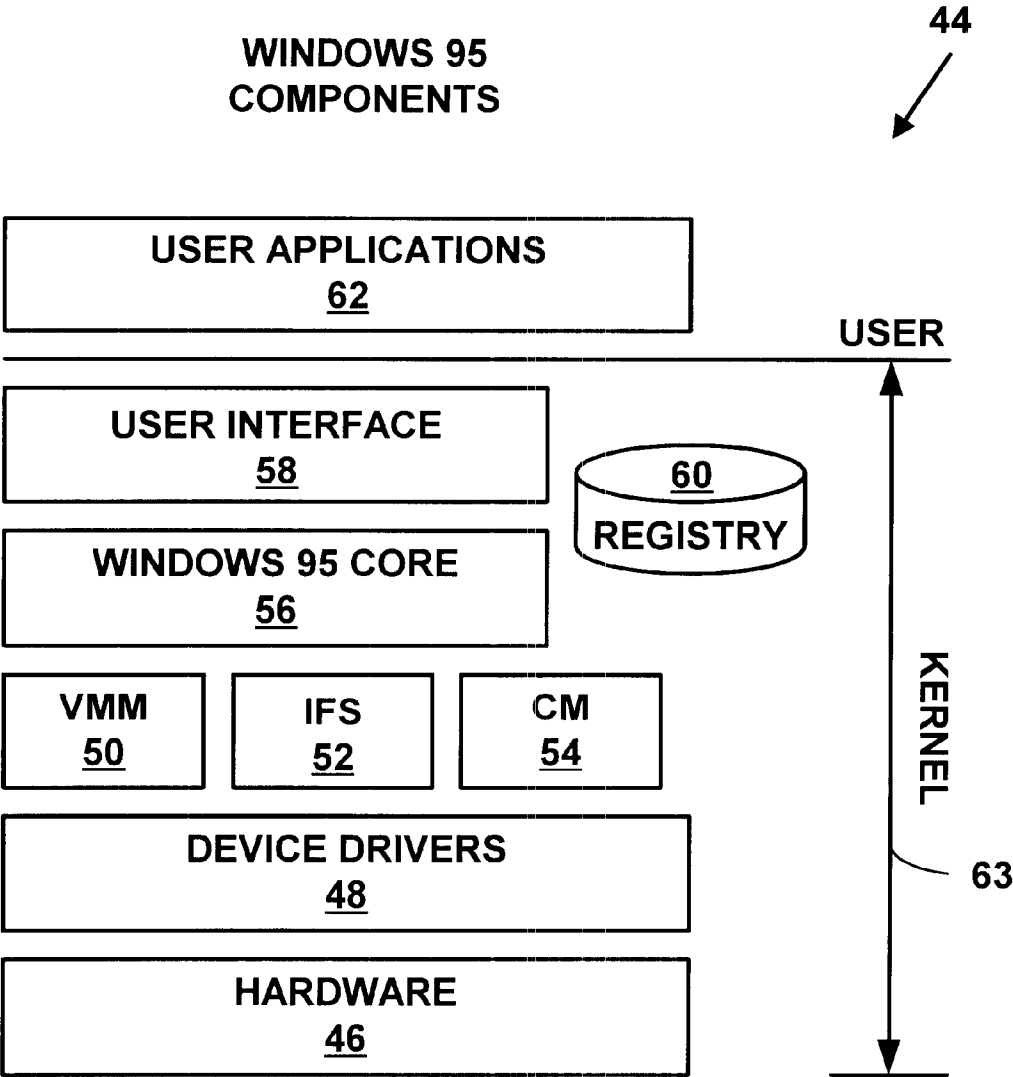 44
WINDOWS 95
COMPONENTS
USER APPLICATIONS
62
USER
USER INTERFACE
58
60
REGISTRY
WINDOWS 95 CORE
56
KERNEL
VMM
50
IFS
52
CM
54
DEVICE DRIVERS
48
63
HARDWARE
46